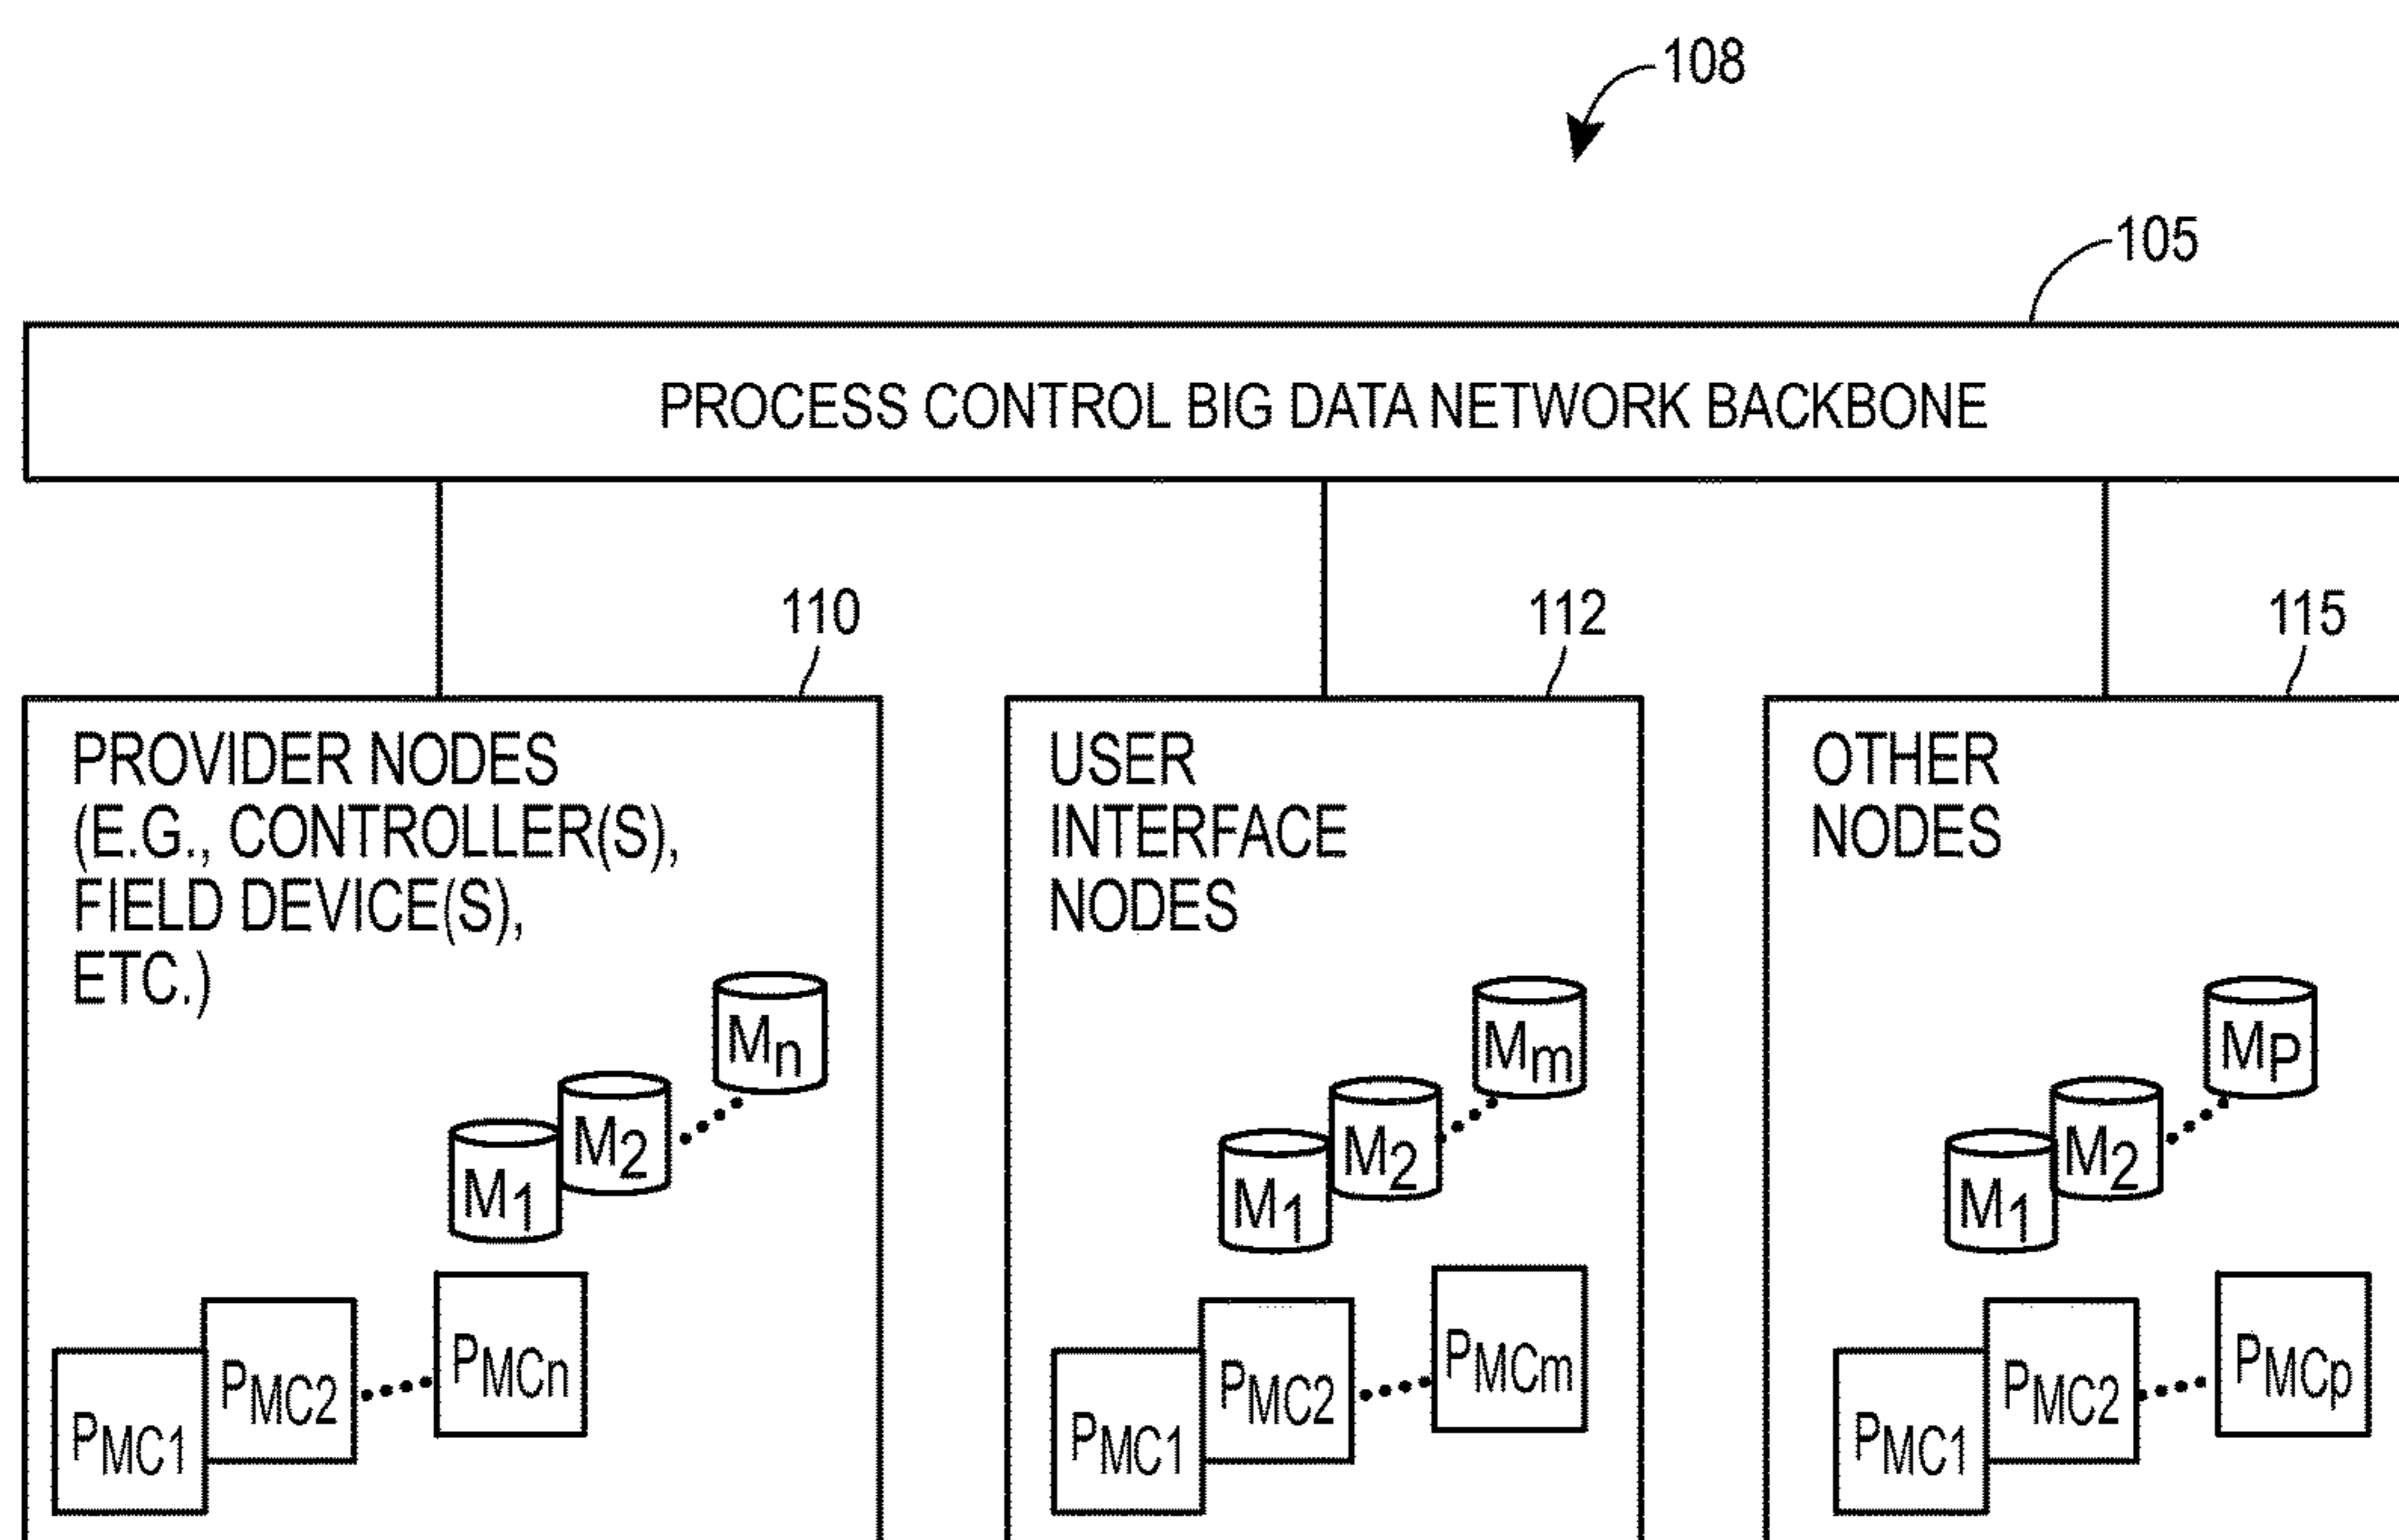 108
105
PROCESS CONTROL BIG DATA NETWORK BACKBONE
110
112
115
PROVIDER NODES
(E.G., CONTROLLER(S),
FIELD DEVICE(S),
ETC.)
Mn
M2
M1
PMC1
PMC2
PMCn
USER
INTERFACE
NODES
Mm
M2
M1
PMC1
PMC2
PMCm
OTHER
NODES
MP
M2
M1
PMC1
PMC2
PMCp